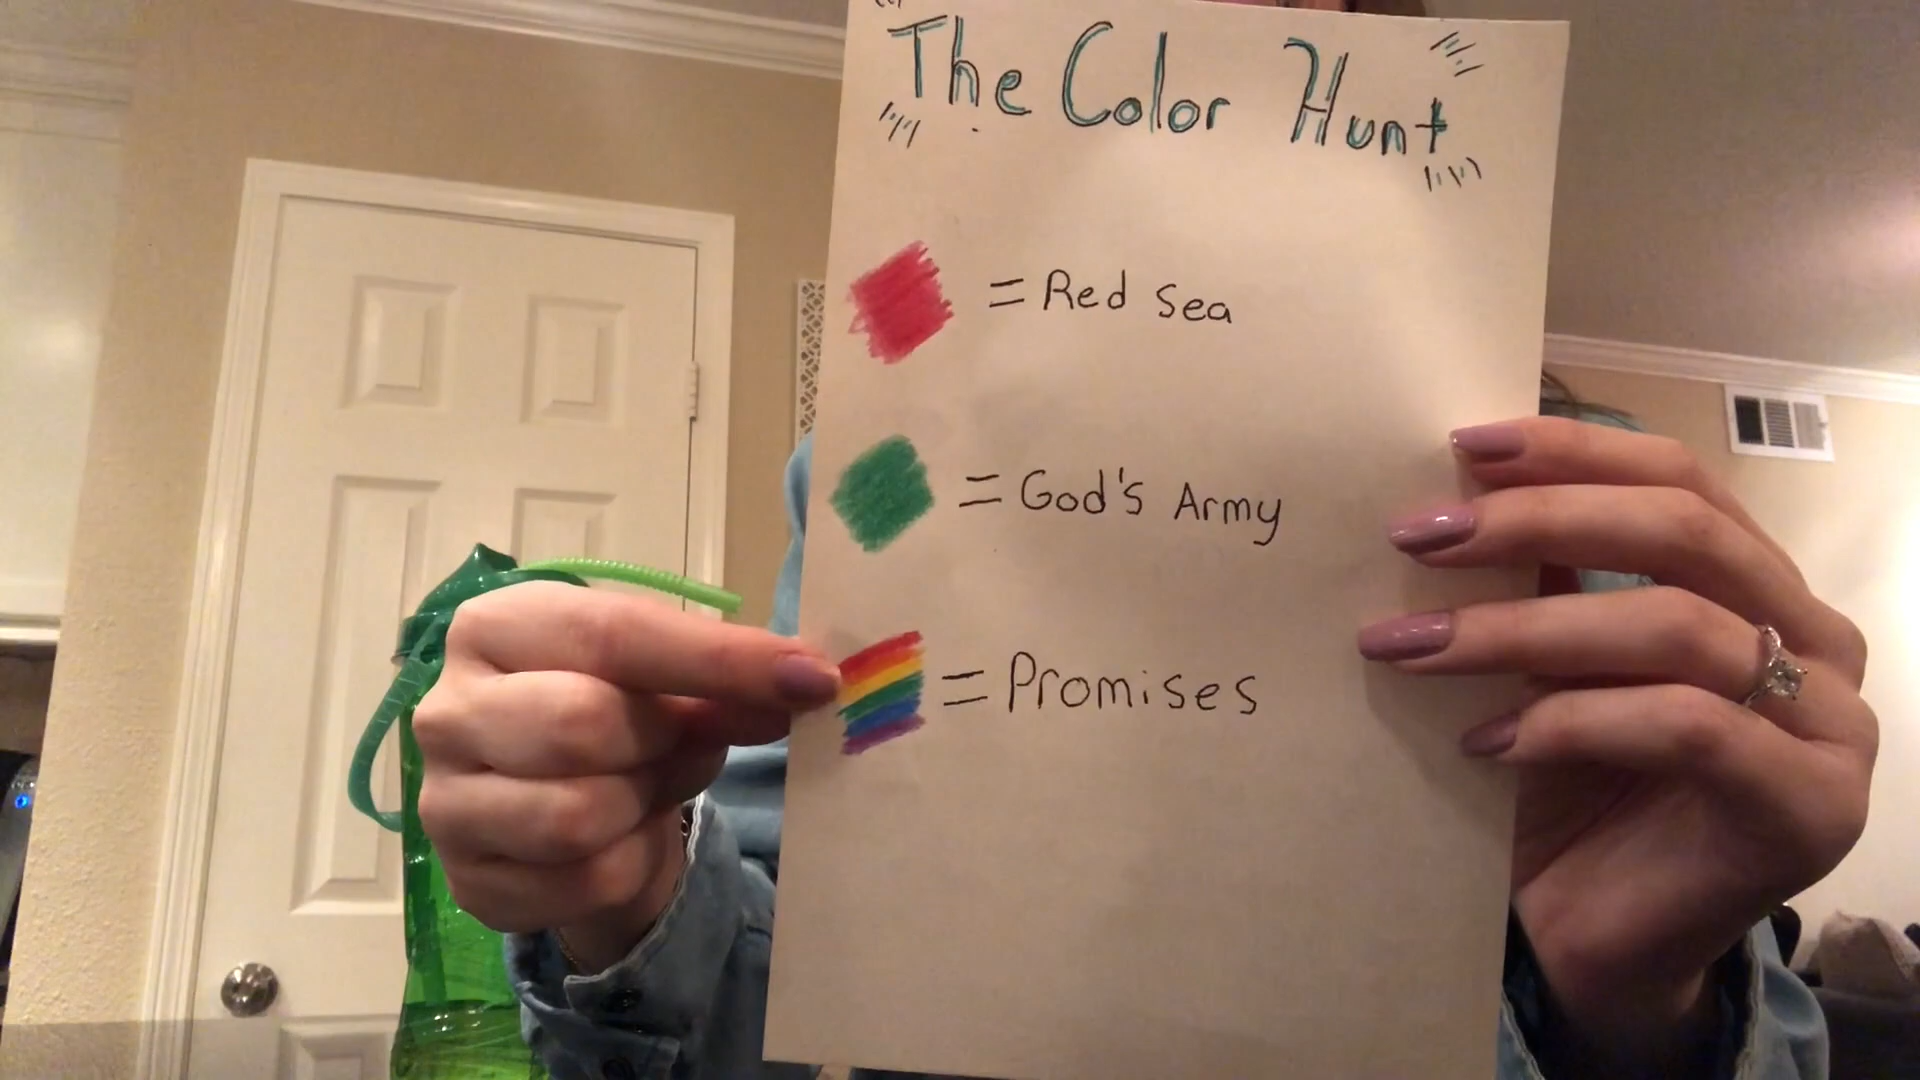 The Color Hunt
= Red Sea
= God's Army
= Promises